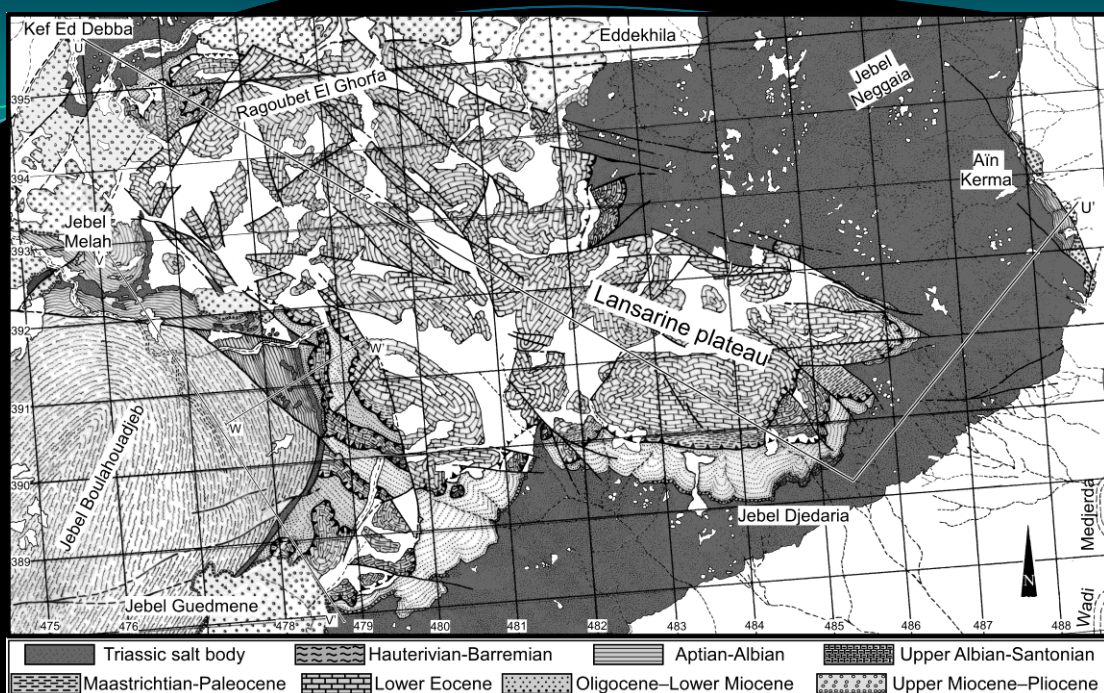 Kef Ed Debba
U
Eddekhila
Jebel
Neggaia
Ragoubet El Ghorfa
395
394
Aïn
Kerma
U'
Jebel
Melah
V
393
392
Lansarine plateau
W'
391
W
Jebel Boulahouadjeb
390
Jebel Djedaria
389
Jebel Guedmene
V'
Wadi Medjerda
N
475 476 478 479 480 481 482 483 484 485 486 487 488
Triassic salt body
Hauterivian-Barremian
Aptian-Albian
Upper Albian-Santonian
Maastrichtian-Paleocene
Lower Eocene
Oligocene–Lower Miocene
Upper Miocene–Pliocene